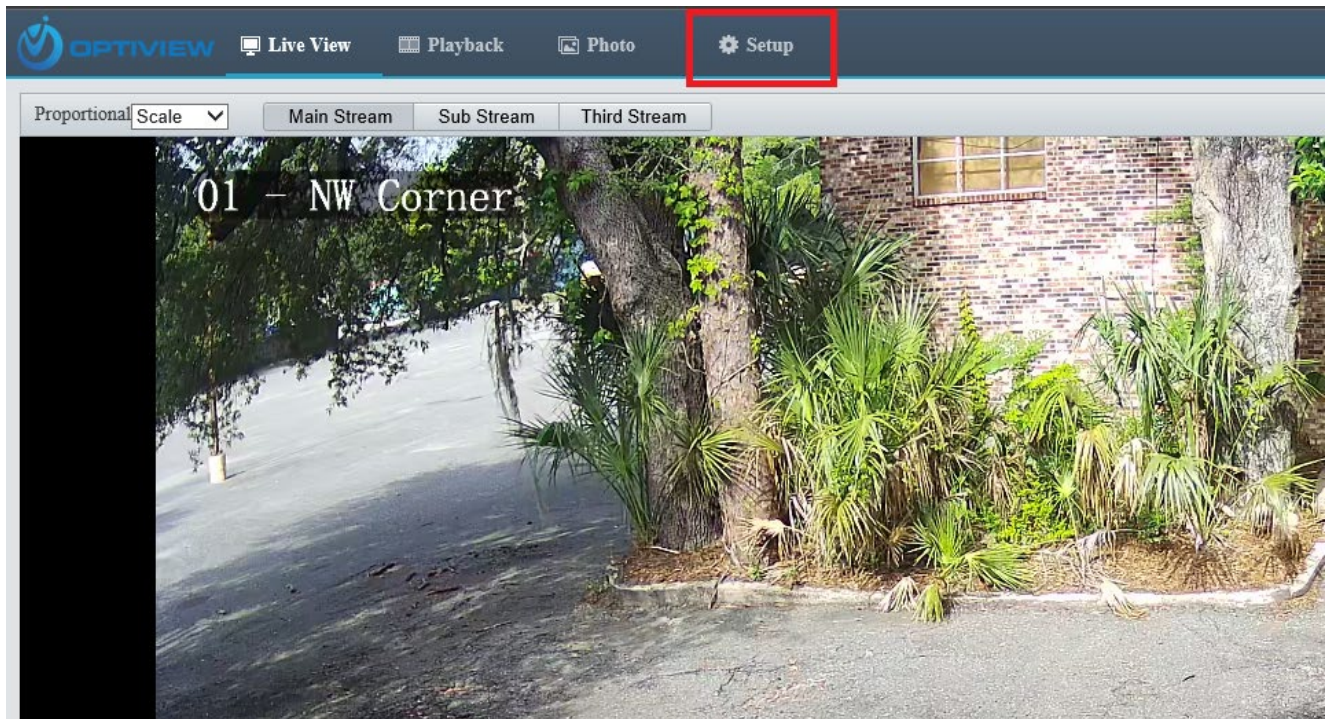 OPTIVIEW Live View Playback Photo Setup
Proportional Scale Main Stream Sub Stream Third Stream
01 - NW Corner